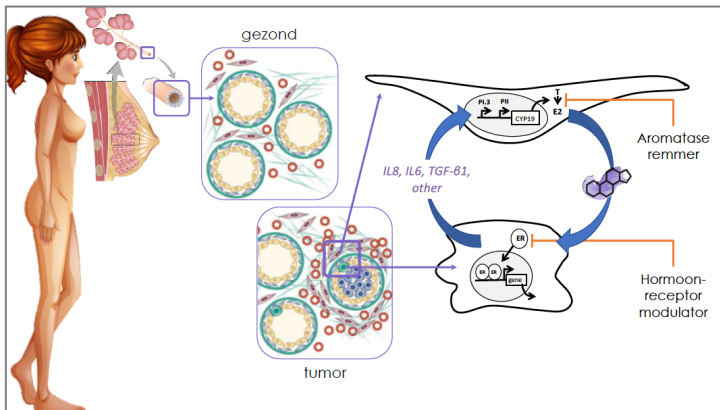 gezond
PI.3
PII
T
CYP19
E2
Aromatase
remmer
IL8, IL6, TGF-β1,
other
ER
ER
ER
gene
Hormoon-
receptor
modulator
tumor